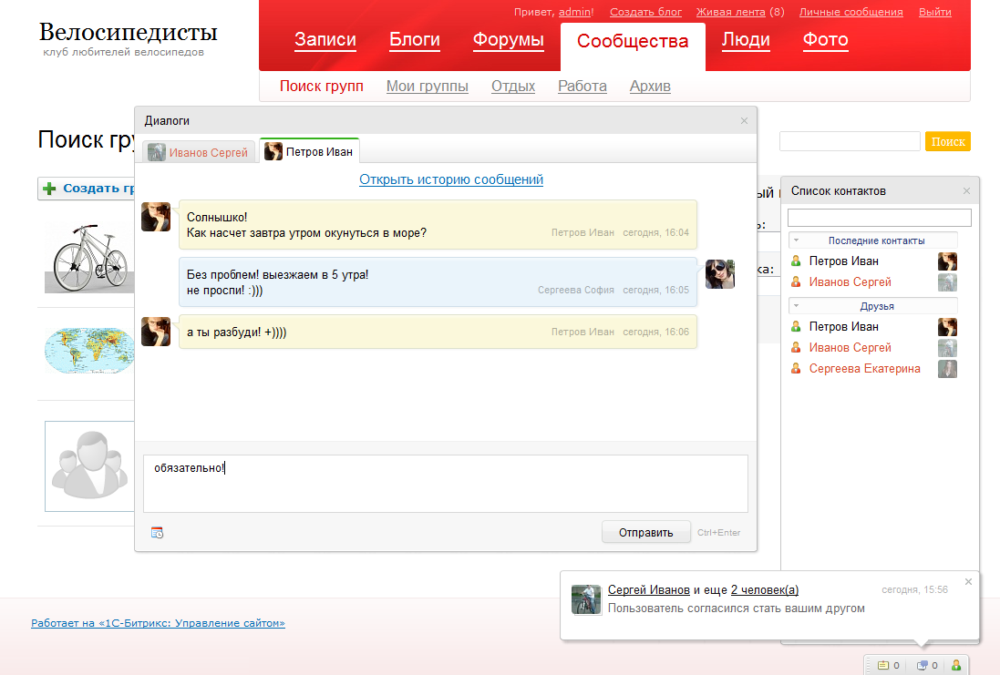 Привет, admin! Создать блог Живая лента (8) Личные сообщения Выйти
Велосипедисты
клуб любителей велосипедов
Записи Блоги Форумы Сообщества Люди Фото
Поиск групп Мои группы Отдых Работа Архив
Диалоги
Поиск гру
Поиск
Иванов Сергей Петров Иван
Открыть историю сообщений
Создать гр
ый
Список контактов
Солнышко!
Как насчет завтра утром окунуться в море? Петров Иван сегодня, 16:04
ь:
Последние контакты
Петров Иван
Иванов Сергей
Без проблем! выезжаем в 5 утра!
не проспи! :))) Сергеева София сегодня, 16:05
ка:
Друзья
Петров Иван
Иванов Сергей
Сергеева Екатерина
а ты разбуди! +)))) Петров Иван сегодня, 16:06
обязательно!
Отправить Ctrl+Enter
Сергей Иванов и еще 2 человек(а) сегодня, 15:56
Пользователь согласился стать вашим другом
Работает на «1С-Битрикс: Управление сайтом»
0 0